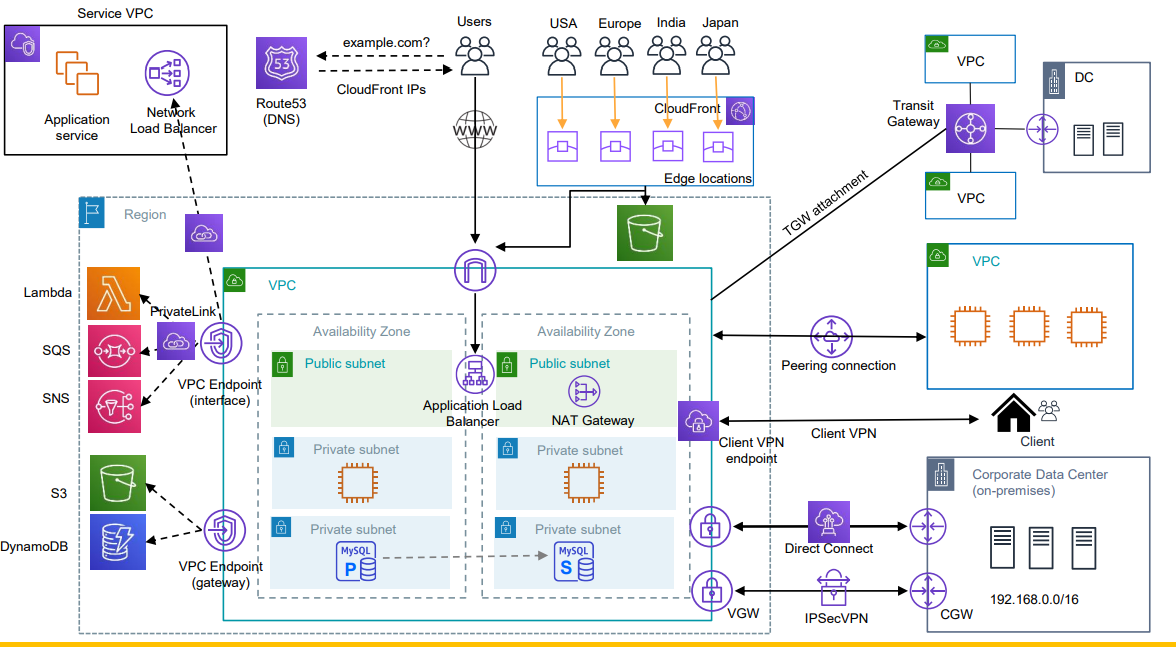 Service VPC
Application
service
Network
Load Balancer
53
Route53
(DNS)
example.com?
CloudFront IPs
Users
WWW
USA
Europe
India
Japan
CloudFront
Edge locations
VPC
Transit
Gateway
DC
VPC
TGW attachment
Region
Lambda
SQS
SNS
PrivateLink
VPC Endpoint
(interface)
S3
DynamoDB
VPC Endpoint
(gateway)
VPC
Availability Zone
Public subnet
Application Load
Balancer
Private subnet
Private subnet
MySQL
P
Availability Zone
Public subnet
NAT Gateway
Private subnet
Private subnet
MySQL
S
VPC
Peering connection
Client VPN
endpoint
Client VPN
Client
Direct Connect
VGW
IPSecVPN
CGW
Corporate Data Center
(on-premises)
192.168.0.0/16